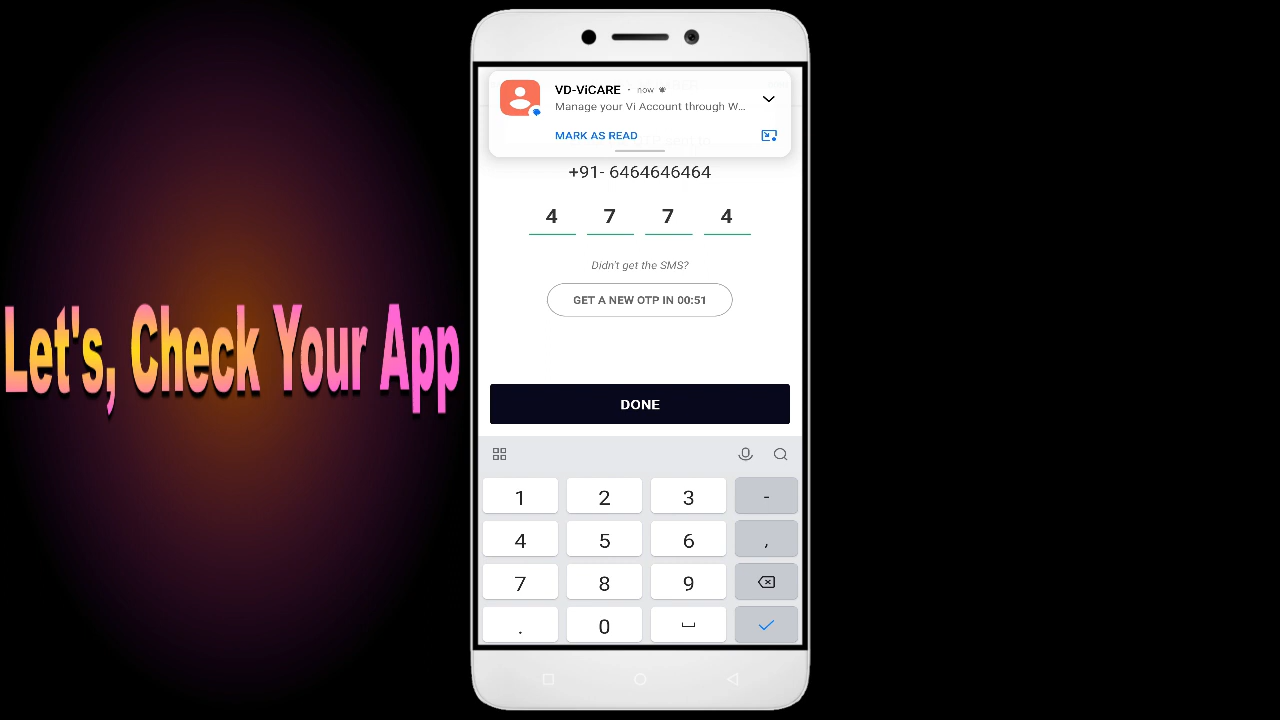 Let's, Check Your App
VD-ViCARE · now
Manage your Vi Account through W...
MARK AS READ
+91- 6464646464
4 7 7 4
Didn't get the SMS?
GET A NEW OTP IN 00:51
DONE
1 2 3 -
4 5 6 ,
7 8 9
. 0